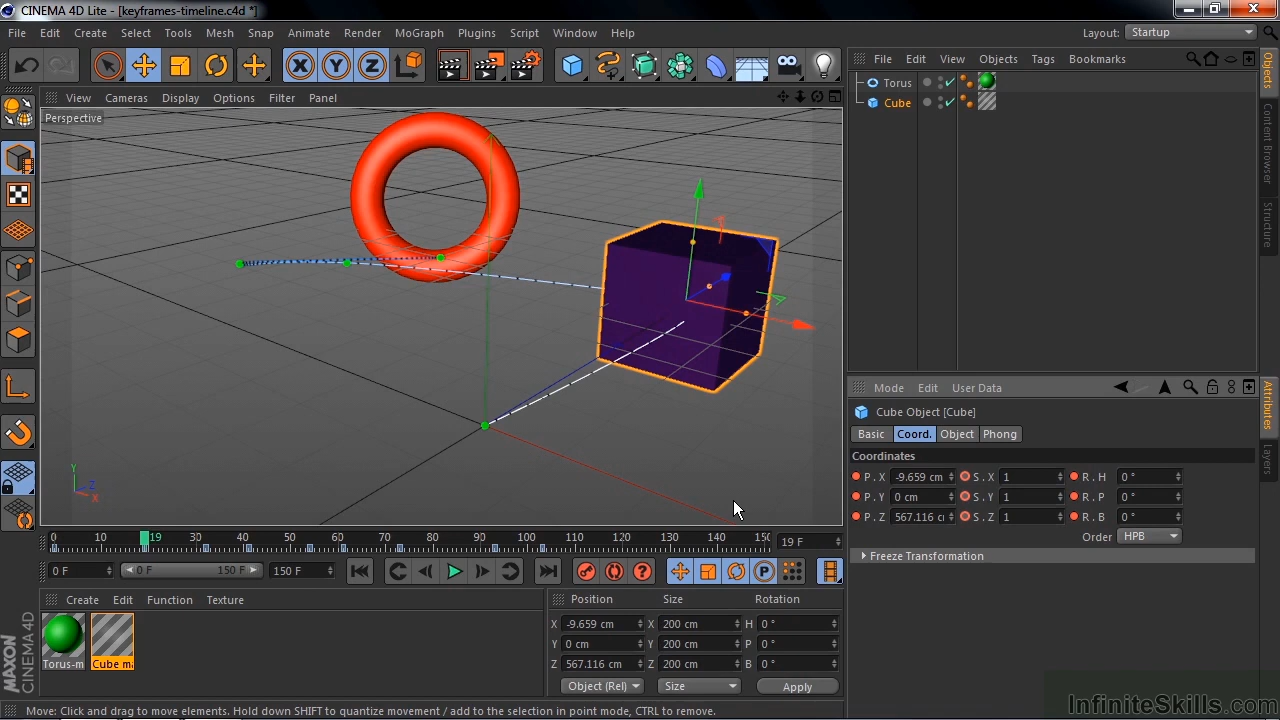 CINEMA 4D Lite - [keyframes-timeline.c4d *]
File Edit Create Select Tools Mesh Snap Animate Render MoGraph Plugins Script Window Help Layout: Startup
File Edit View Objects Tags Bookmarks
View Cameras Display Options Filter Panel
Perspective
Torus
Cube
Objects
Content Browser
Structure
Attributes
Layers
Mode Edit User Data
Cube Object [Cube]
Basic Coord. Object Phong
Coordinates
P . X -9.659 cm S . X 1 R . H 0 °
P . Y 0 cm S . Y 1 R . P 0 °
P . Z 567.116 S . Z 1 R . B 0 °
Order HPB
Freeze Transformation
Y
Z
X
0 10 19 30 40 50 60 70 80 90 100 110 120 130 140 150 19 F
0 F 0 F 150 F 150 F
Create Edit Function Texture
Position Size Rotation
X -9.659 cm X 200 cm H 0 °
Y 0 cm Y 200 cm P 0 °
Z 567.116 cm Z 200 cm B 0 °
Object (Rel) Size Apply
Torus-m
Cube m
MAXON
CINEMA 4D
Move: Click and drag to move elements. Hold down SHIFT to quantize movement / add to the selection in point mode, CTRL to remove.
InfiniteSkills.com